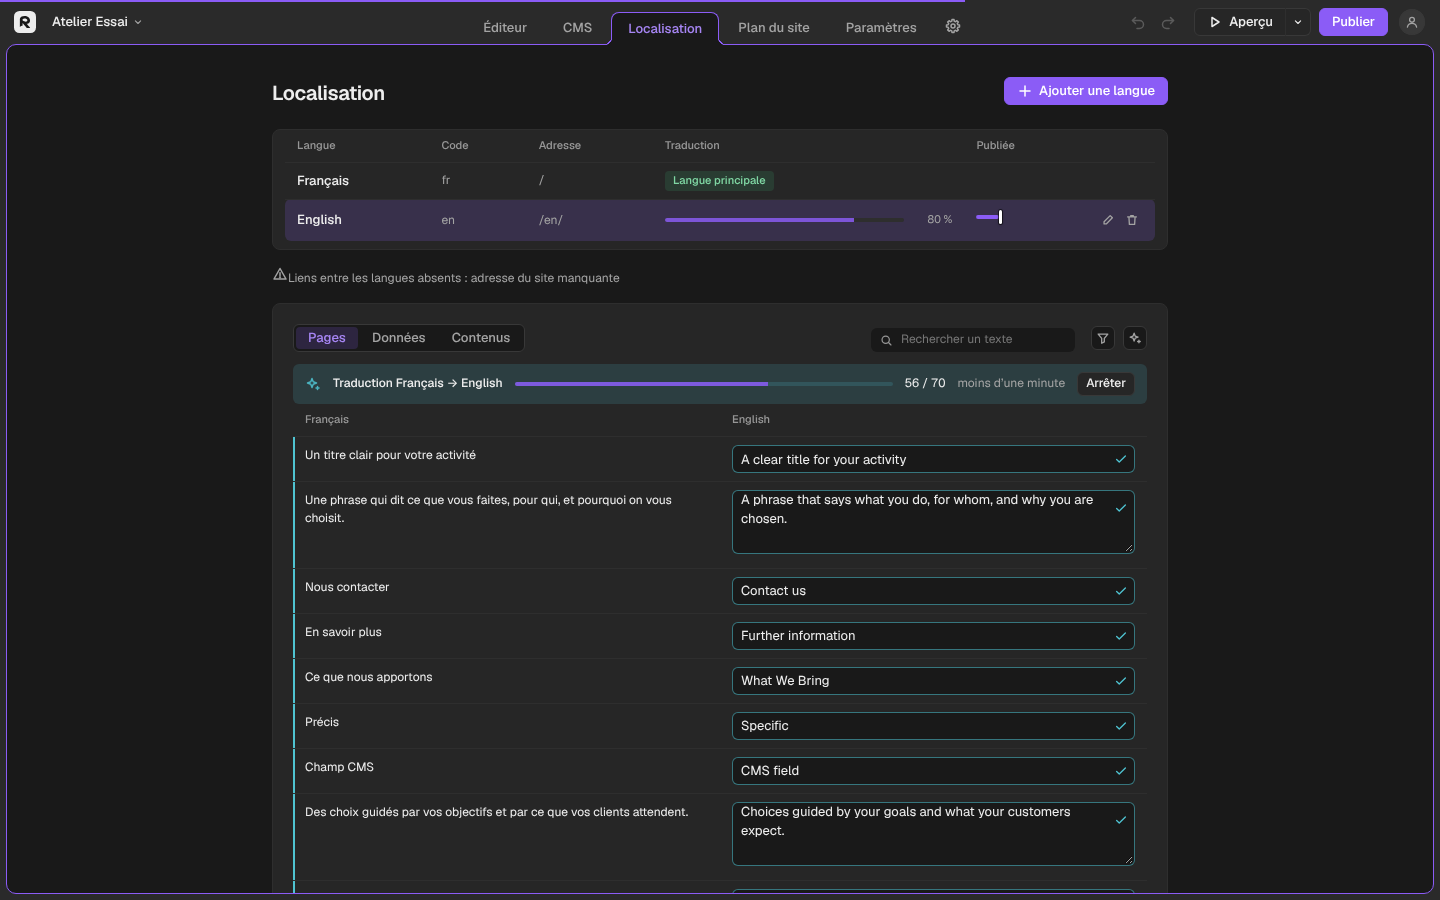 R Atelier Essai
Éditeur CMS Localisation Plan du site Paramètres
Aperçu Publier
Localisation
Ajouter une langue
Langue Code Adresse Traduction Publiée
Français fr / Langue principale
English en /en/ 80 %
Liens entre les langues absents : adresse du site manquante
Pages Données Contenus
Rechercher un texte
Traduction Français → English 56 / 70 moins d'une minute Arrêter
Français English
Un titre clair pour votre activité
A clear title for your activity
Une phrase qui dit ce que vous faites, pour qui, et pourquoi on vous
choisit.
A phrase that says what you do, for whom, and why you are
chosen.
Nous contacter
Contact us
En savoir plus
Further information
Ce que nous apportons
What We Bring
Précis
Specific
Champ CMS
CMS field
Des choix guidés par vos objectifs et par ce que vos clients attendent.
Choices guided by your goals and what your customers
expect.